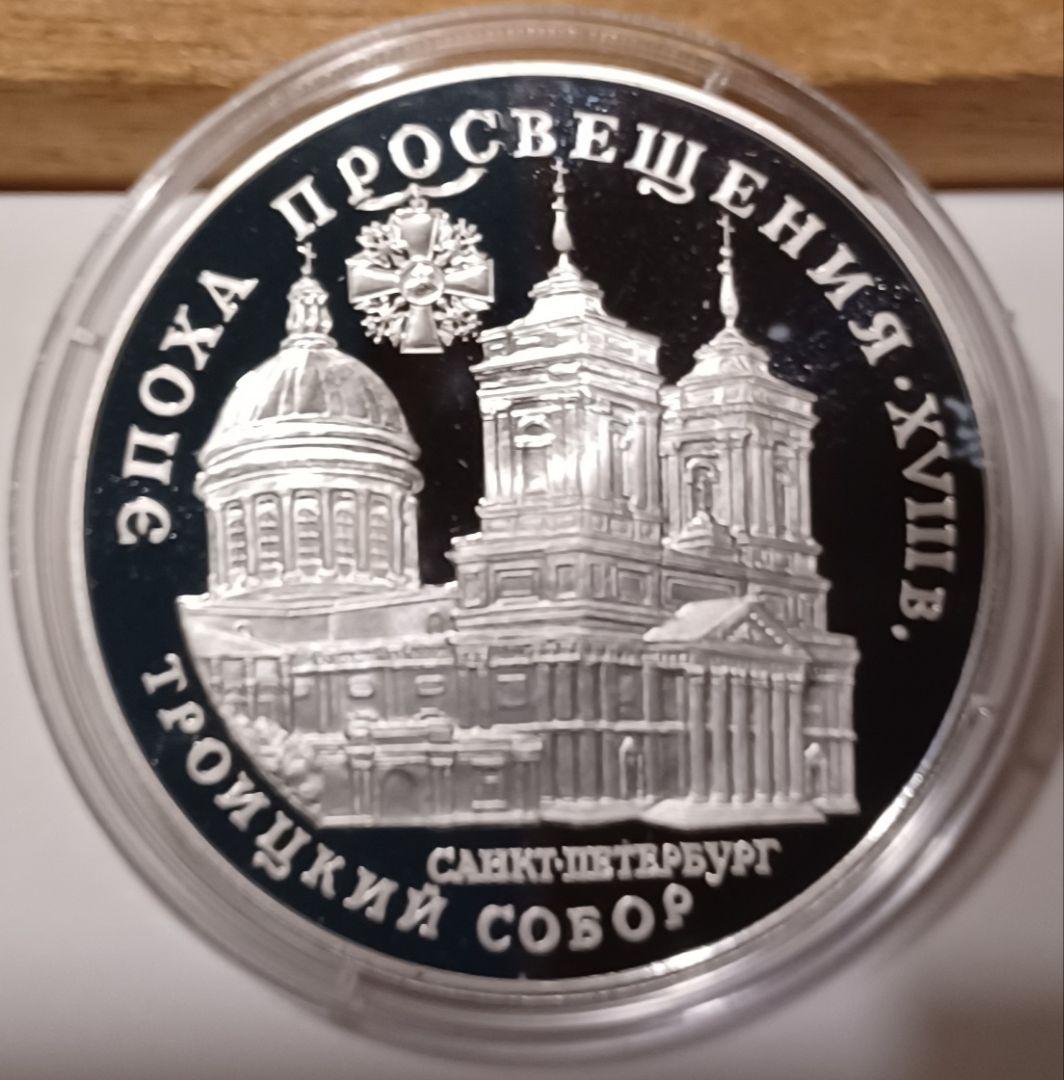 ЭПОХА ПРОСВЕЩЕНИЯ · XVIII В.
САНКТ-ПЕТЕРБУРГ
ТРОИЦКИЙ СОБОР